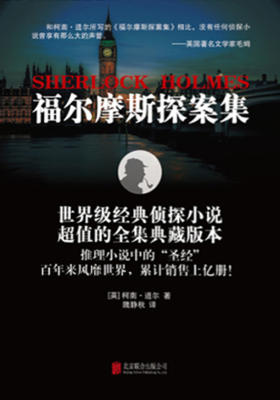 和柯南·道尔所写的《福尔摩斯探案集》相比，没有任何侦探小
说曾享有那么大的声誉。
——英国著名文学家毛姆
SHERLOCK HOLMES
福尔摩斯探案集
世界级经典侦探小说
超值的全集典藏版本
推理小说中的“圣经”
百年来风靡世界，累计销售上亿册！
[英]柯南·道尔 著
魏静秋 译
北京联合出版公司
Beijing United Publishing Co.,Ltd.